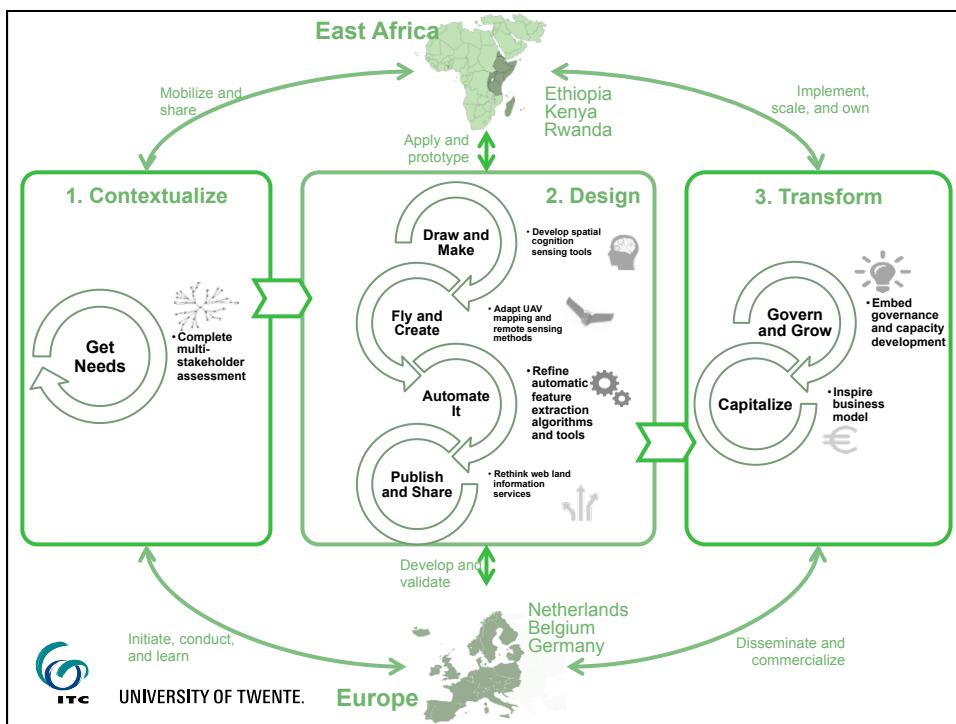 East Africa
Mobilize and
share
Ethiopia
Kenya
Rwanda
Implement,
scale, and own
Apply and
prototype
1. Contextualize
2. Design
3. Transform
Get
Needs
• Complete
multi-
stakeholder
assessment
Draw and
Make
• Develop spatial
cognition
sensing tools
Fly and
Create
• Adapt UAV
mapping and
remote sensing
methods
Automate
It
• Refine
automatic
feature
extraction
algorithms
and tools
Publish
and Share
• Rethink web land
information
services
Govern
and Grow
• Embed
governance
and capacity
development
Capitalize
• Inspire
business
model
€
Develop and
validate
Initiate, conduct,
and learn
Netherlands
Belgium
Germany
Disseminate and
commercialize
Europe
ITC
UNIVERSITY OF TWENTE.